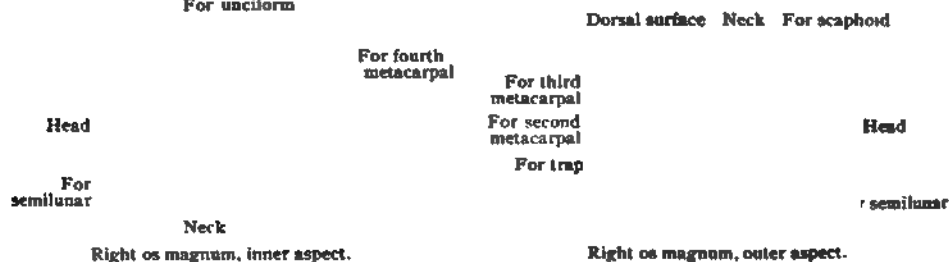 For unciform
Dorsal surface Neck For scaphoid
For fourth
metacarpal
For third
metacarpal
Head
For second
metacarpal
Head
For trap
For
semilunar
semilunar
Neck
Right os magnum, inner aspect.
Right os magnum, outer aspect.